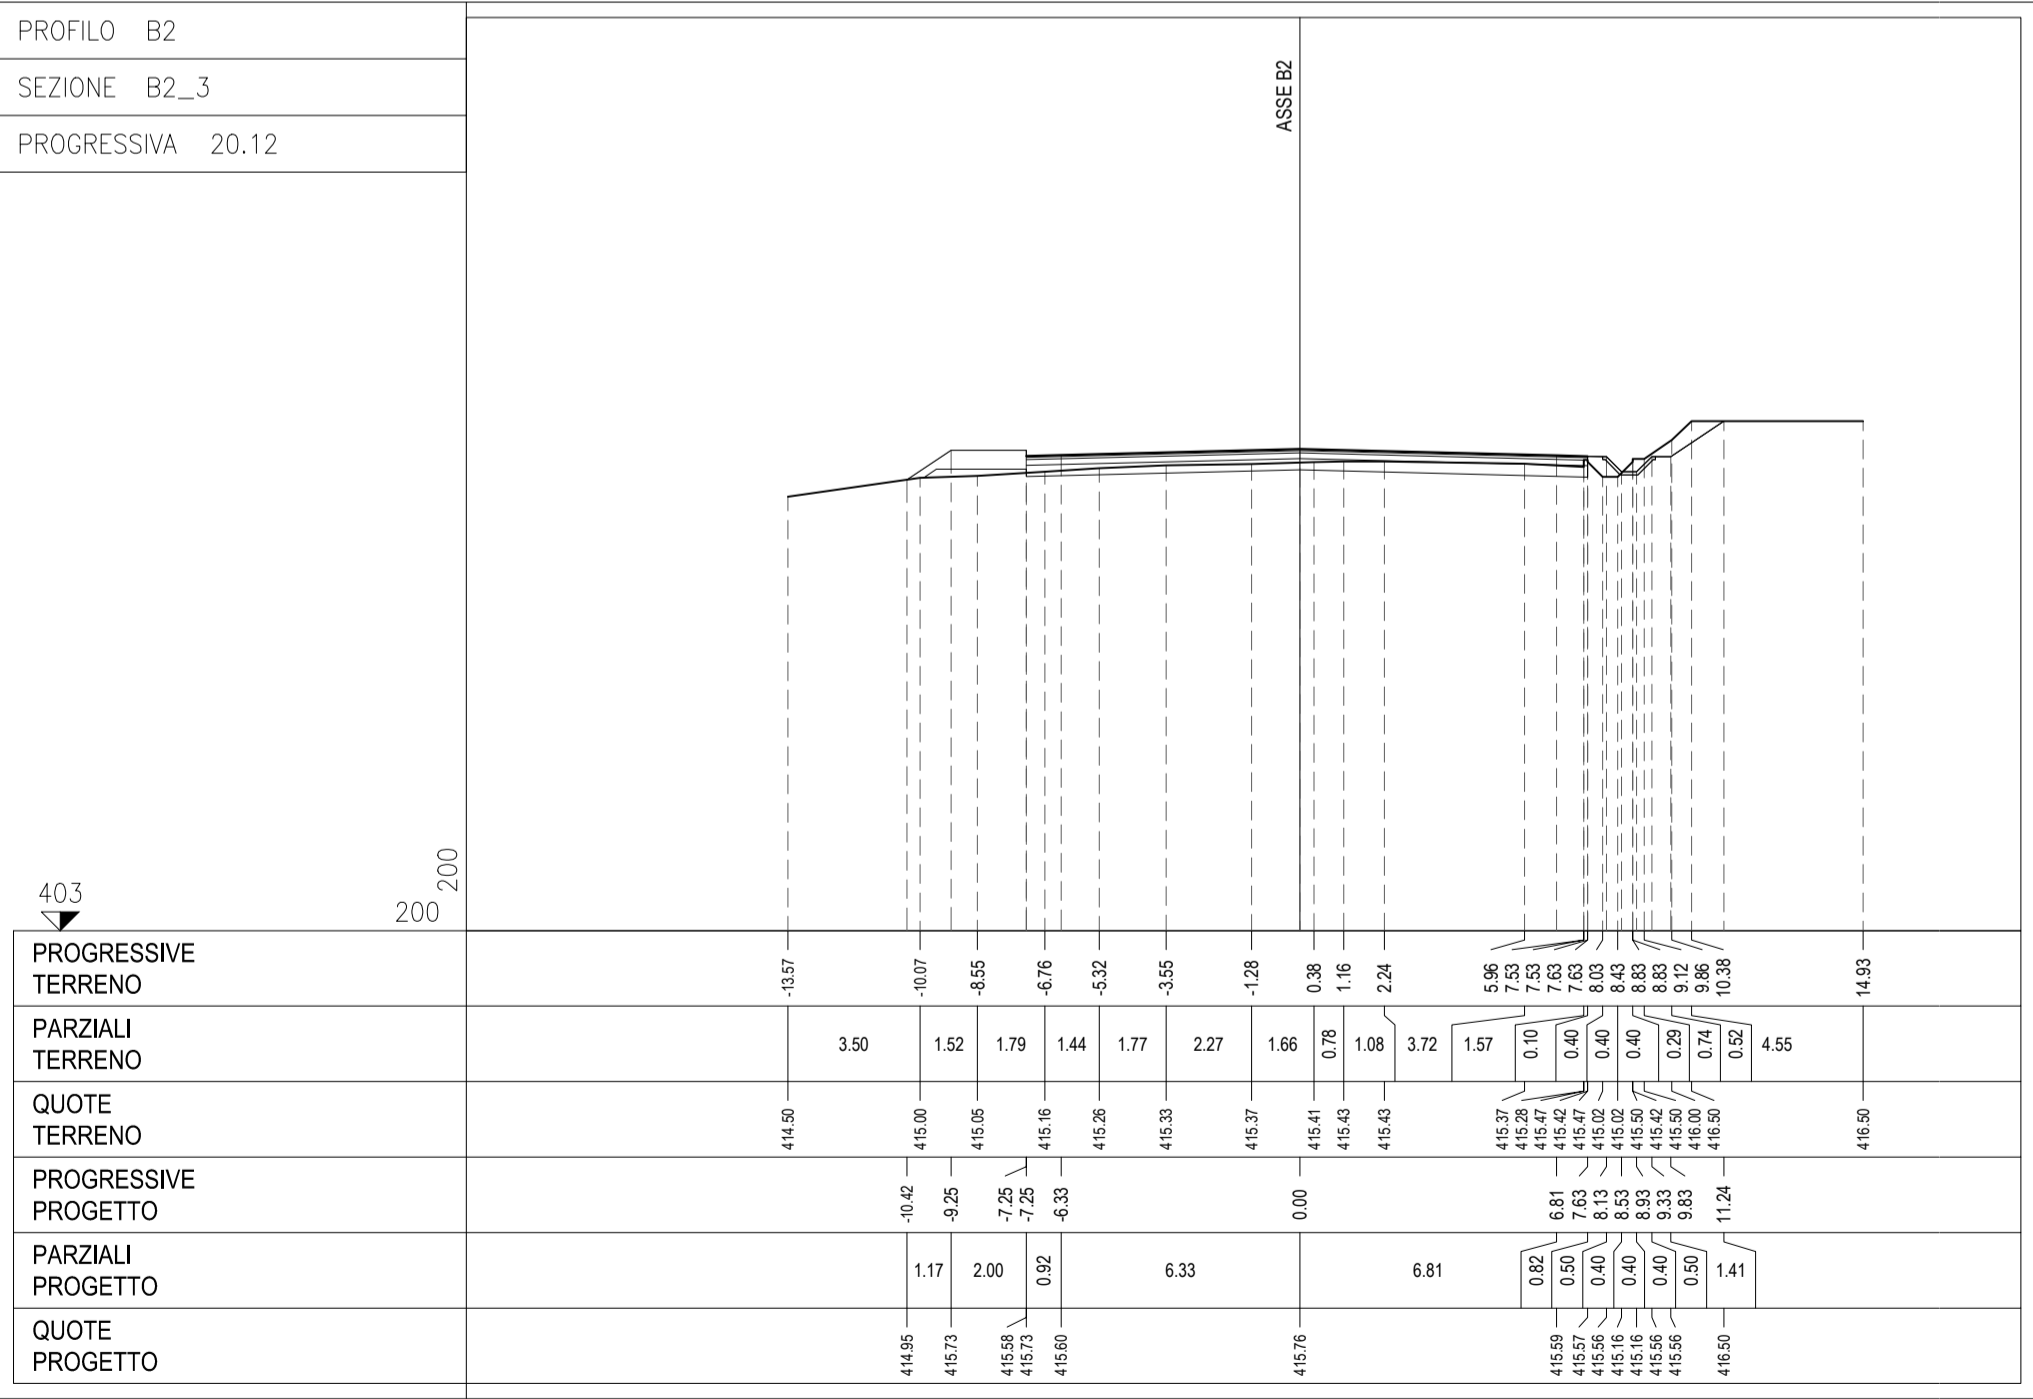 PROFILO B2
SEZIONE B2_3
PROGRESSIVA 20.12
ASSE B2
403
200
200
PROGRESSIVE TERRENO
-13.57 -10.07 -8.55 -6.76 -5.32 -3.55 -1.28 0.38 1.16 2.24 5.96 7.53 7.53 7.63 7.63 8.03 8.43 8.83 8.83 9.12 9.86 10.38 14.93
PARZIALI TERRENO
3.50 1.52 1.79 1.44 1.77 2.27 1.66 0.78 1.08 3.72 1.57 0.10 0.40 0.40 0.40 0.29 0.74 0.52 4.55
QUOTE TERRENO
414.50 415.00 415.05 415.16 415.26 415.33 415.37 415.41 415.43 415.43 415.37 415.28 415.47 415.42 415.47 415.02 415.02 415.50 415.42 415.50 416.00 416.50 416.50
PROGRESSIVE PROGETTO
-10.42 -9.25 -7.25 -7.25 -6.33 0.00 6.81 7.63 8.13 8.53 8.93 9.33 9.83 11.24
PARZIALI PROGETTO
1.17 2.00 0.92 6.33 6.81 0.82 0.50 0.40 0.40 0.40 0.50 1.41
QUOTE PROGETTO
414.95 415.73 415.58 415.73 415.60 415.76 415.59 415.57 415.56 415.16 415.16 415.56 415.56 416.50